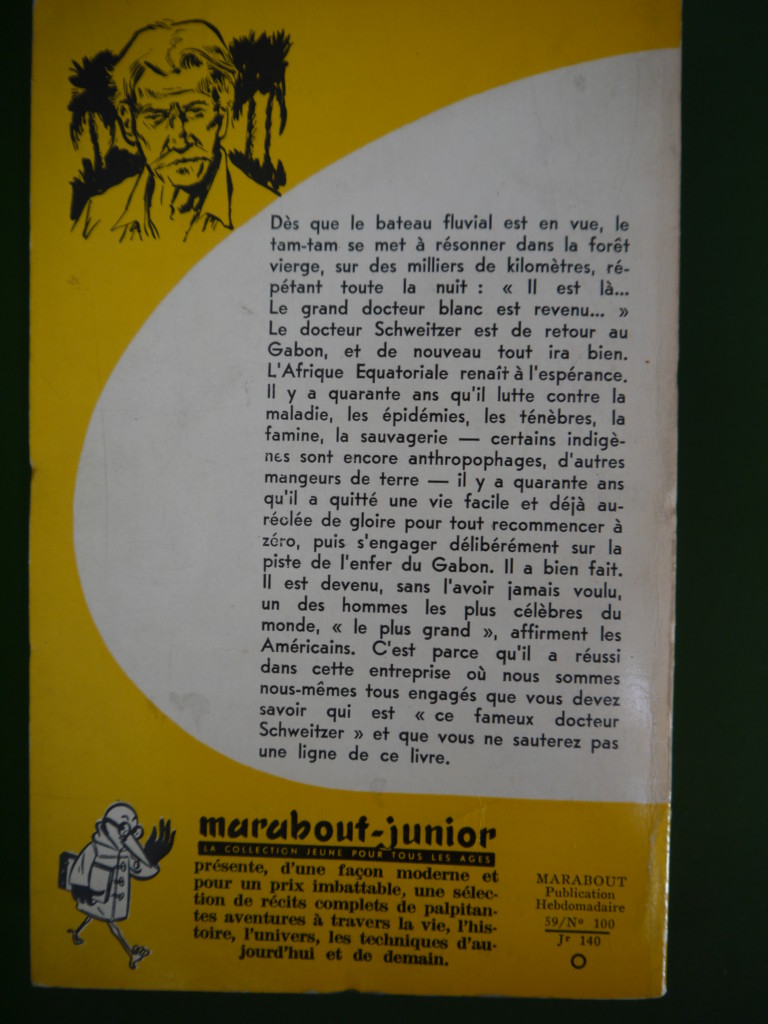 Dès que le bateau fluvial est en vue, le
tam-tam se met à résonner dans la forêt
vierge, sur des milliers de kilomètres, ré-
pétant toute la nuit : « Il est là...
Le grand docteur blanc est revenu... »
Le docteur Schweitzer est de retour au
Gabon, et de nouveau tout ira bien.
L'Afrique Equatoriale renaît à l'espérance.
Il y a quarante ans qu'il lutte contre la
maladie, les épidémies, les ténèbres, la
famine, la sauvagerie — certains indigè-
nes sont encore anthropophages, d'autres
mangeurs de terre — il y a quarante ans
qu'il a quitté une vie facile et déjà au-
réolée de gloire pour tout recommencer à
zéro, puis s'engager délibérément sur la
piste de l'enfer du Gabon. Il a bien fait.
Il est devenu, sans l'avoir jamais voulu,
un des hommes les plus célèbres du
monde, « le plus grand », affirment les
Américains. C'est parce qu'il a réussi
dans cette entreprise où nous sommes
nous-mêmes tous engagés que vous devez
savoir qui est « ce fameux docteur
Schweitzer » et que vous ne sauterez pas
une ligne de ce livre.
marabout-junior
LA COLLECTION JEUNE POUR TOUS LES AGES
présente, d'une façon moderne et
pour un prix imbattable, une sélec-
tion de récits complets de palpitan-
tes aventures à travers la vie, l'his-
toire, l'univers, les techniques d'au-
jourd'hui et de demain.
MARABOUT
Publication
Hebdomadaire
59/Nº 100
Jr 140